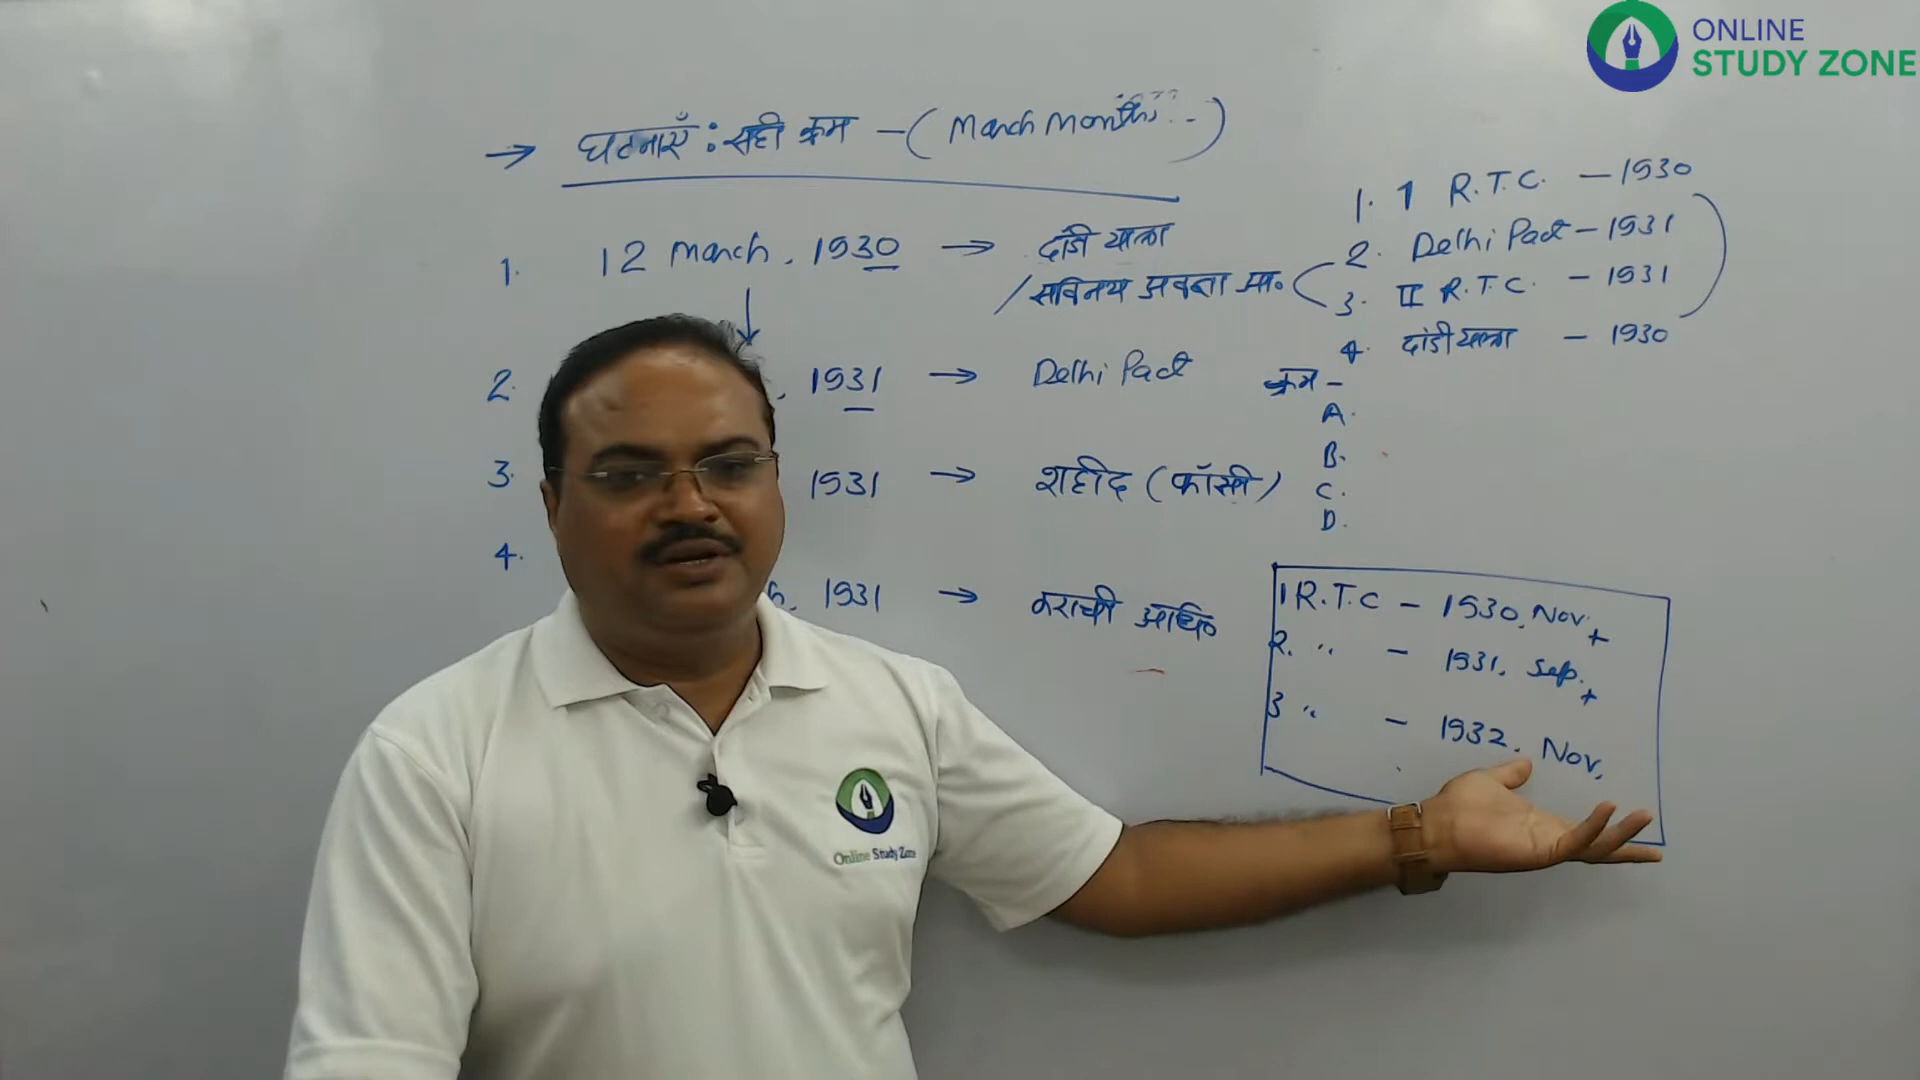 ONLINE
STUDY ZONE
→ घटनाएँ : सही क्रम – ( March Months . . - )
1. 12 March, 1930 → दांडी यात्रा
/ सविनय अवज्ञा आ.
2. , 1931 → Delhi Pact
3. 1931 → शहीद (फाँसी)
4. 1931 → कराची अधि०
1. I R.T.C. – 1930
2. Delhi Pact – 1931
3. II R.T.C. – 1931
4. दांडी यात्रा – 1930
क्रम –
A.
B.
C.
D.
1 R.T.C – 1930, Nov. +
2. " – 1931, Sep. +
3 " – 1932, Nov,
Online Study Zone